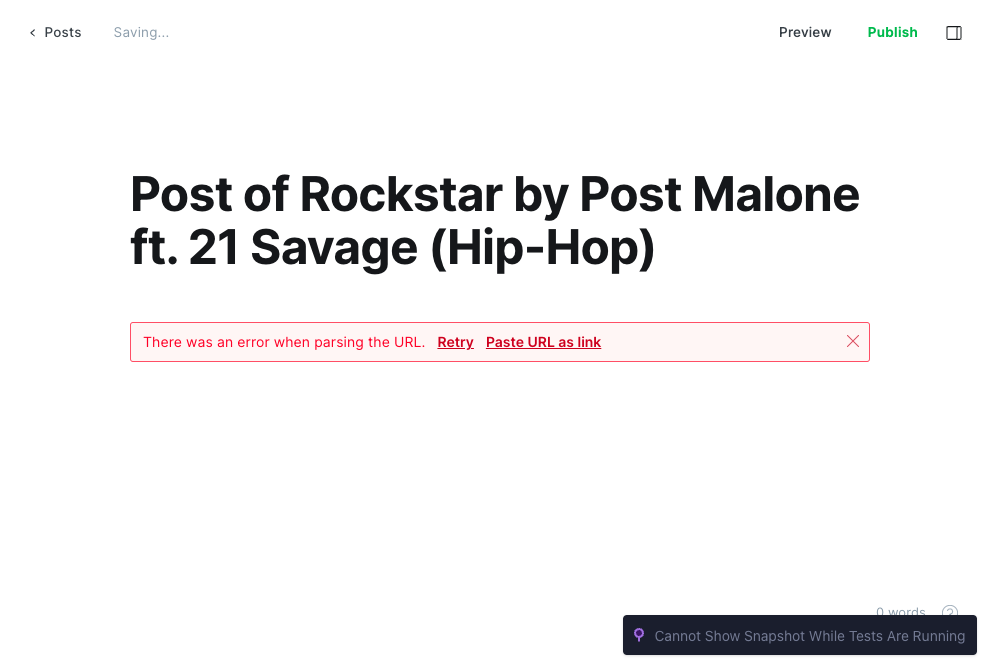 Posts Saving... Preview Publish
Post of Rockstar by Post Malone
ft. 21 Savage (Hip-Hop)
There was an error when parsing the URL. Retry Paste URL as link
0 words ?
Cannot Show Snapshot While Tests Are Running